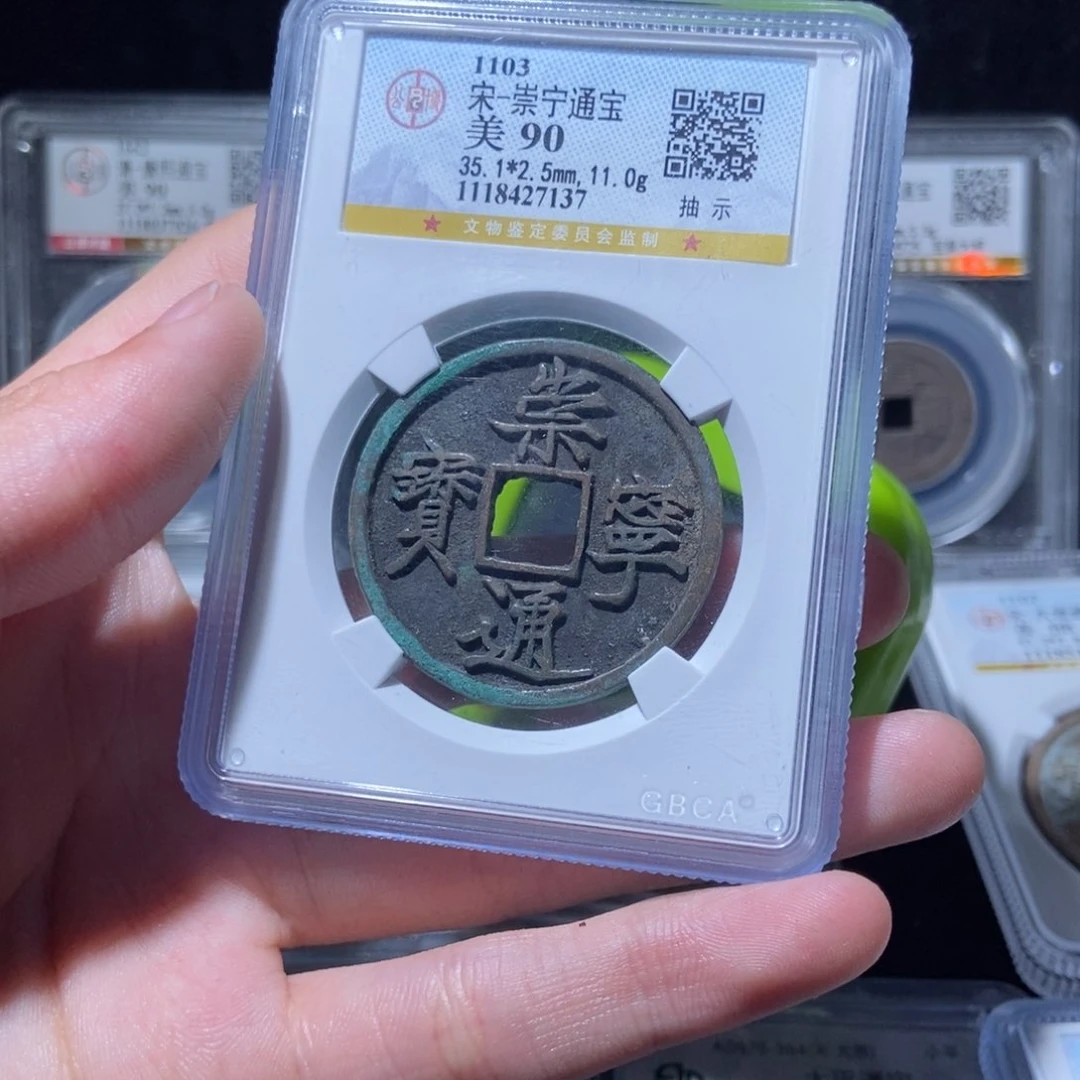 1103
宋-崇宁通宝
美 90
35.1*2.5mm, 11.0g
1118427137
抽示
★ 文物鉴定委员会监制 ★
崇
寧
通
寶
GBCA